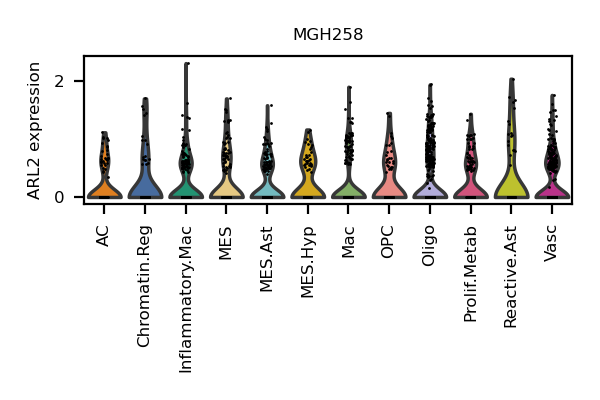 MGH258
ARL2 expression
2
0
AC
Chromatin.Reg
Inflammatory.Mac
MES
MES.Ast
MES.Hyp
Mac
OPC
Oligo
Prolif.Metab
Reactive.Ast
Vasc